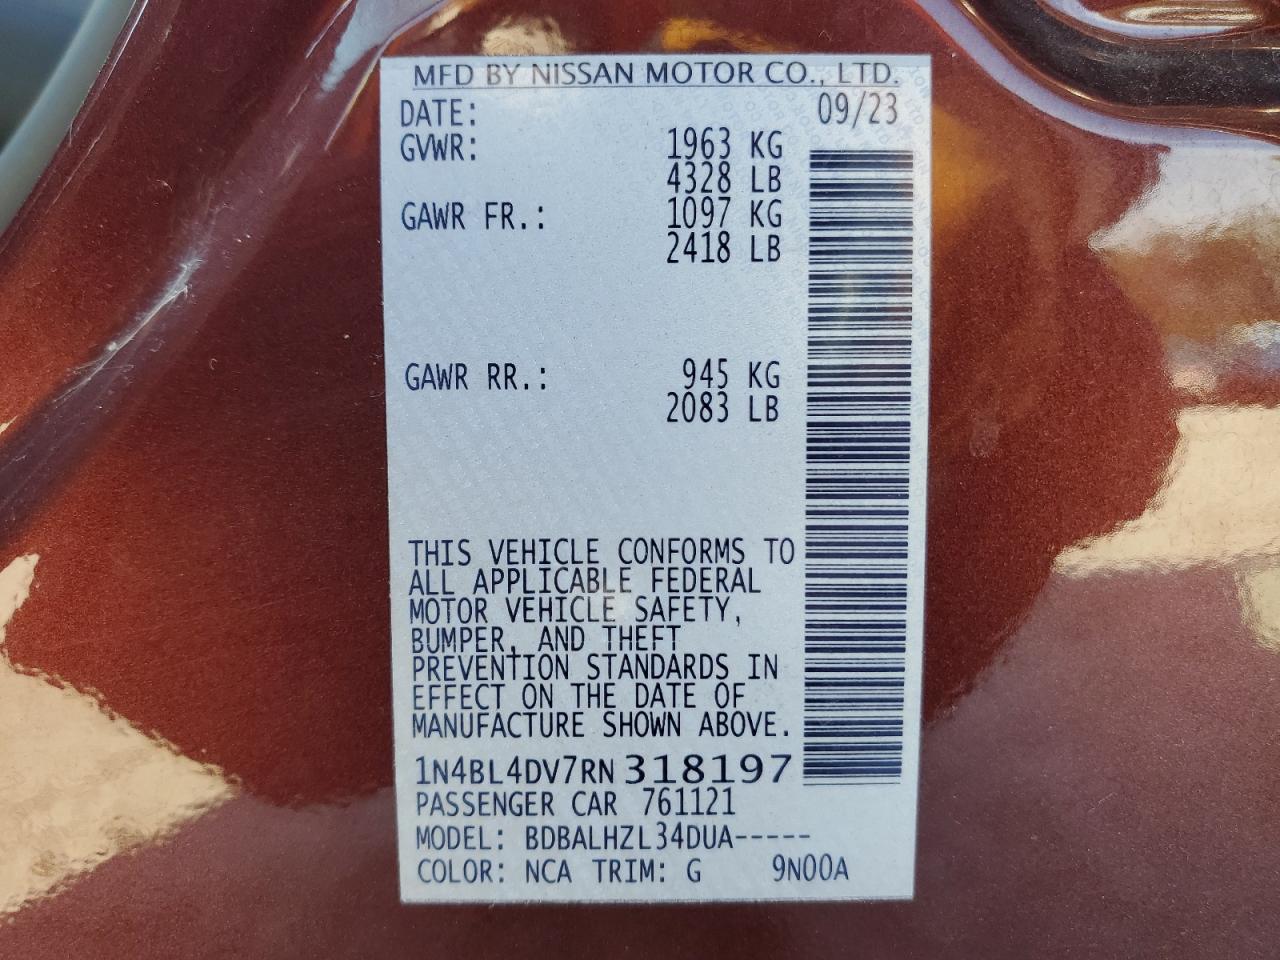 MFD BY NISSAN MOTOR CO., LTD.
DATE: 09/23
GVWR: 1963 KG
4328 LB
GAWR FR.: 1097 KG
2418 LB
GAWR RR.: 945 KG
2083 LB
THIS VEHICLE CONFORMS TO
ALL APPLICABLE FEDERAL
MOTOR VEHICLE SAFETY,
BUMPER, AND THEFT
PREVENTION STANDARDS IN
EFFECT ON THE DATE OF
MANUFACTURE SHOWN ABOVE.
1N4BL4DV7RN318197
PASSENGER CAR 761121
MODEL: BDBALHZL34DUA-----
COLOR: NCA TRIM: G 9N00A